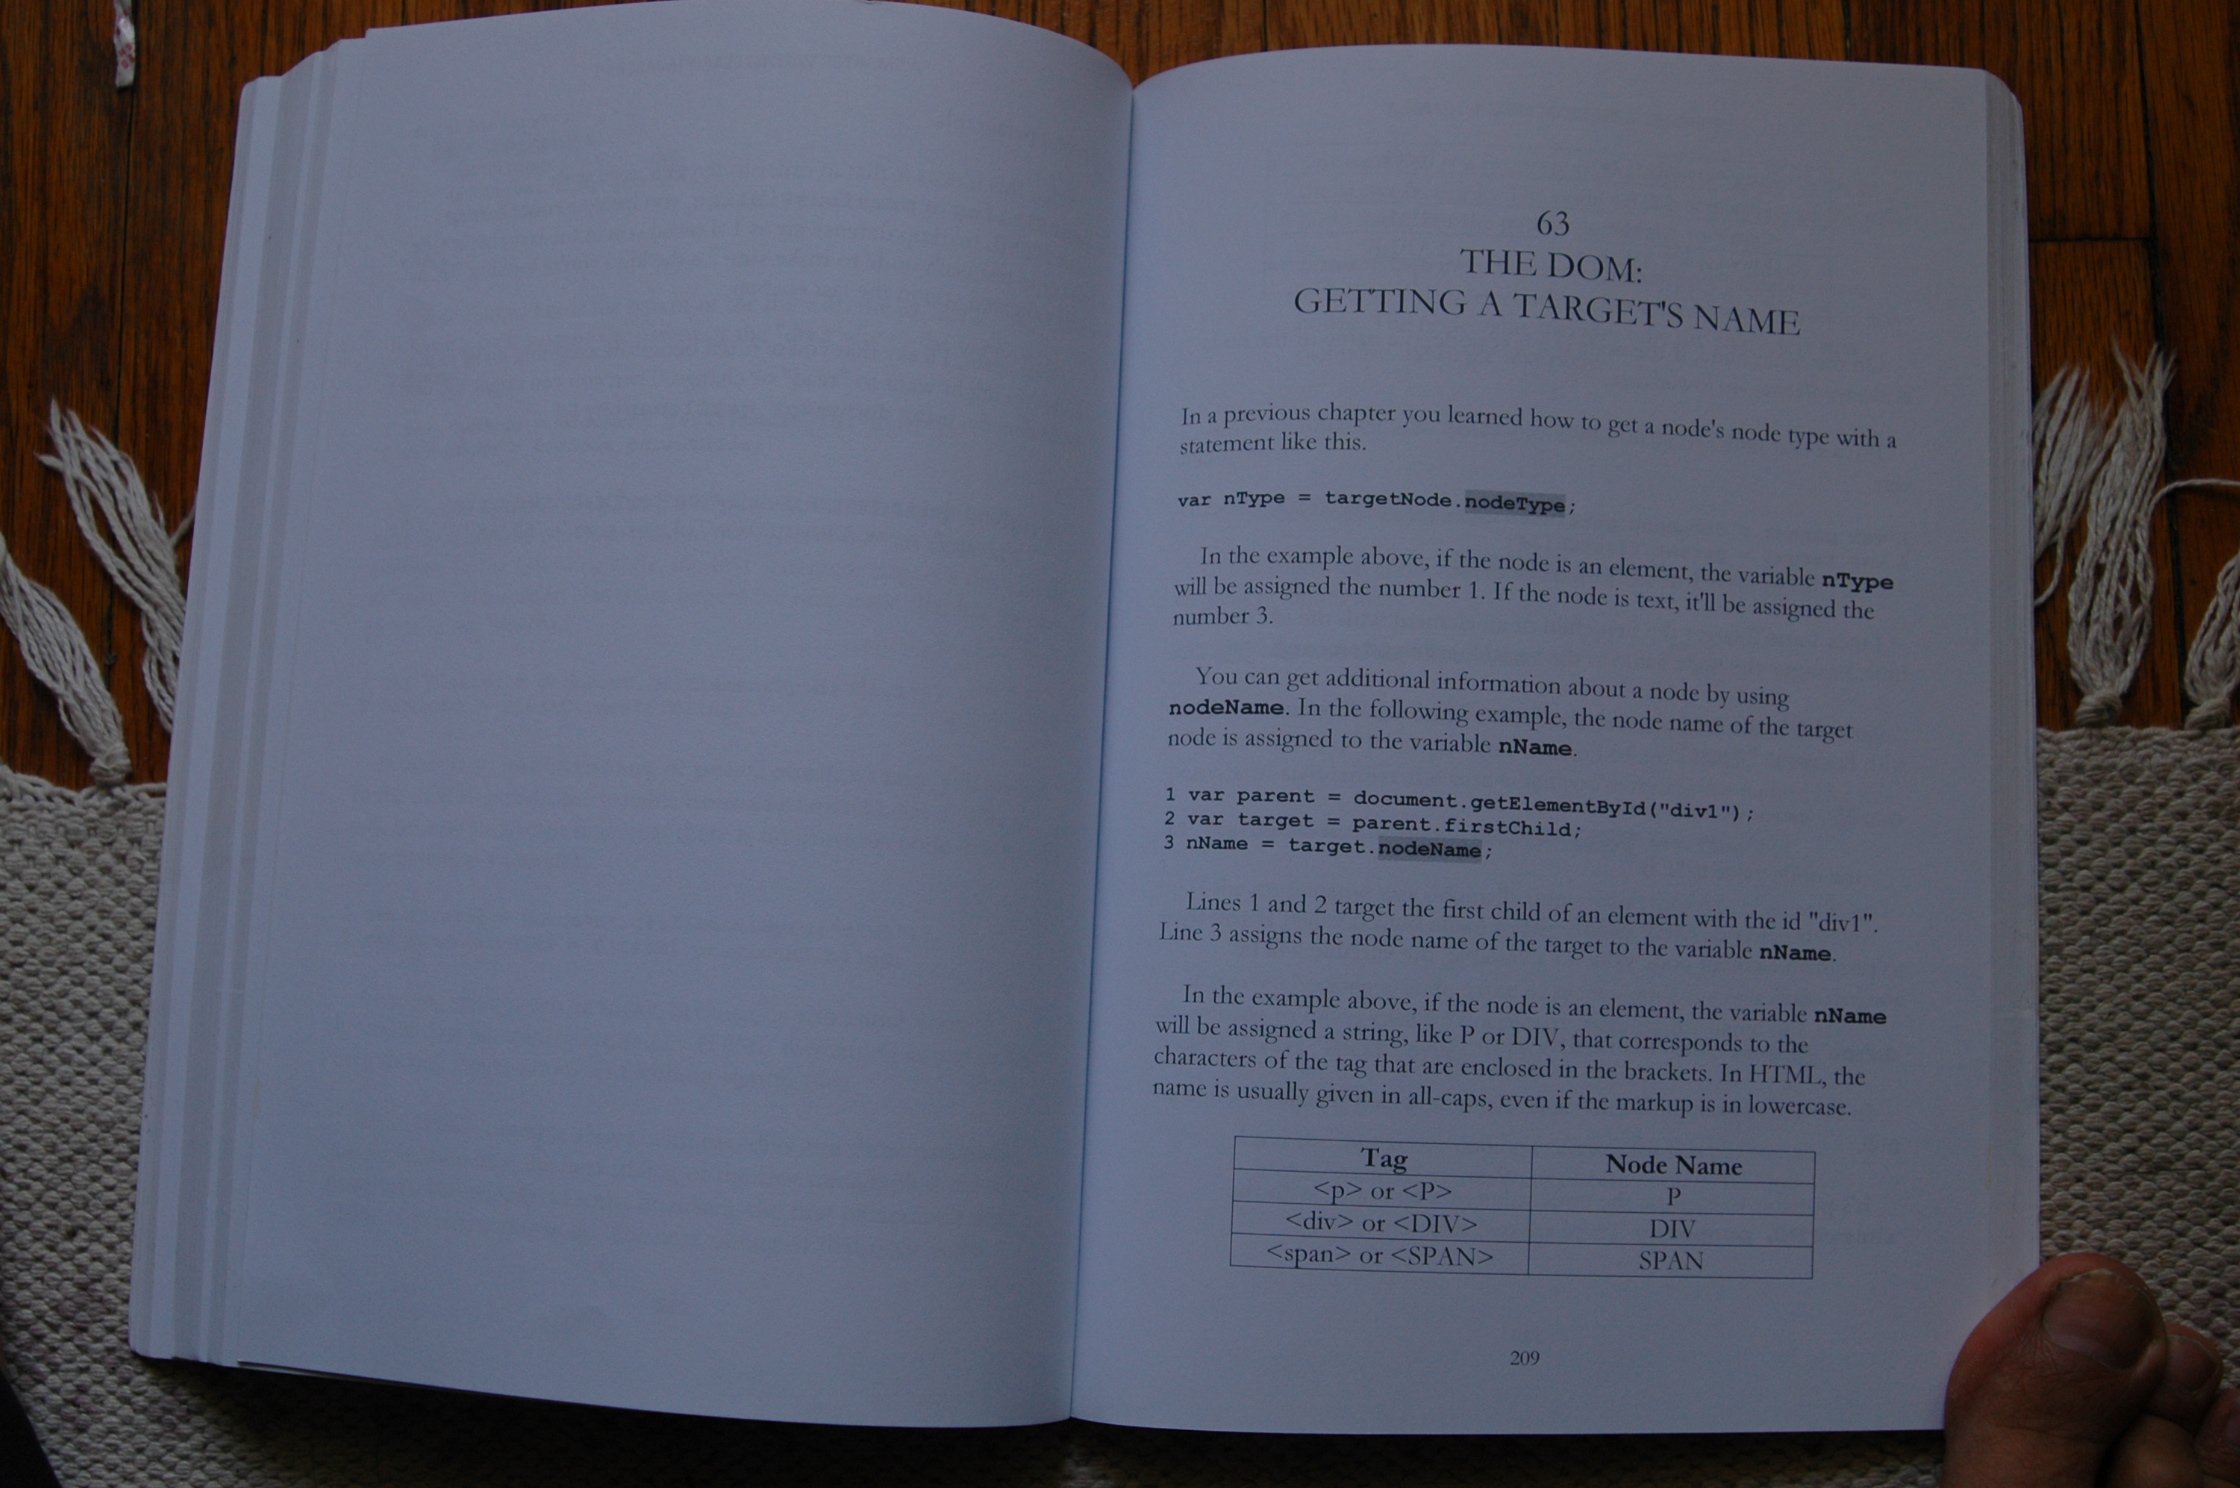 63
THE DOM:
GETTING A TARGET'S NAME
In a previous chapter you learned how to get a node's node type with a
statement like this.
var nType = targetNode.nodeType;
In the example above, if the node is an element, the variable nType
will be assigned the number 1. If the node is text, it'll be assigned the
number 3.
You can get additional information about a node by using
nodeName. In the following example, the node name of the target
node is assigned to the variable nName.
1 var parent = document.getElementById("div1");
2 var target = parent.firstChild;
3 nName = target.nodeName;
Lines 1 and 2 target the first child of an element with the id "div1".
Line 3 assigns the node name of the target to the variable nName.
In the example above, if the node is an element, the variable nName
will be assigned a string, like P or DIV, that corresponds to the
characters of the tag that are enclosed in the brackets. In HTML, the
name is usually given in all-caps, even if the markup is in lowercase.
Tag Node Name
<p> or <P> P
<div> or <DIV> DIV
<span> or <SPAN> SPAN
209